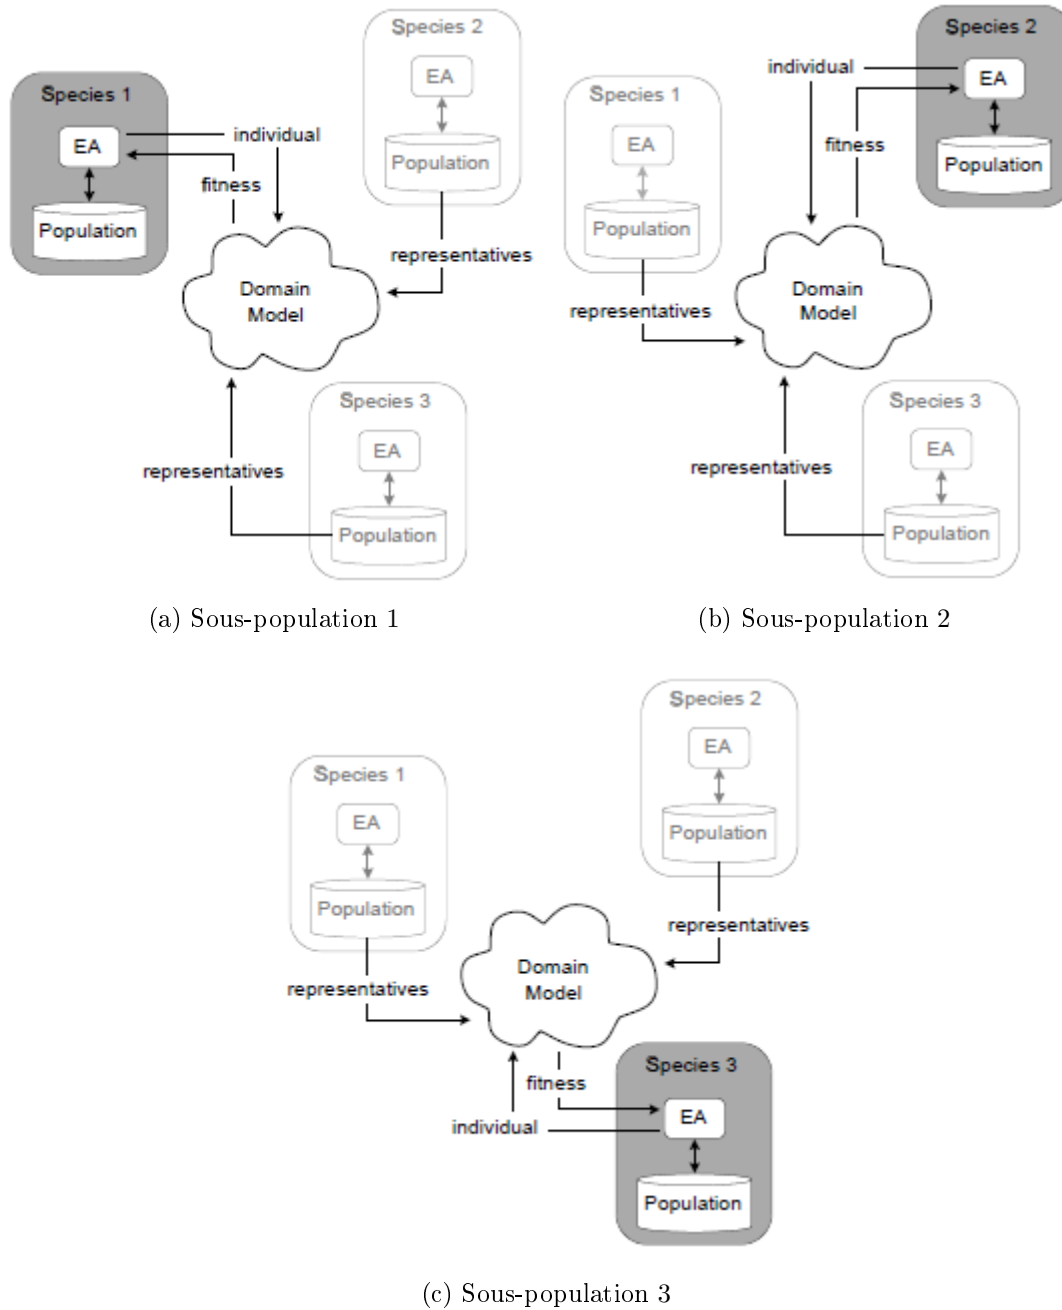 Species 2
EA
Population
Species 1
EA
Population
individual
fitness
representatives
Domain
Model
Species 3
EA
Population
representatives
(a) Sous-population 1
Species 2
EA
Population
individual
fitness
Species 1
EA
Population
representatives
Domain
Model
Species 3
EA
Population
representatives
(b) Sous-population 2
Species 2
EA
Population
representatives
Species 1
EA
Population
representatives
Domain
Model
fitness
individual
Species 3
EA
Population
(c) Sous-population 3